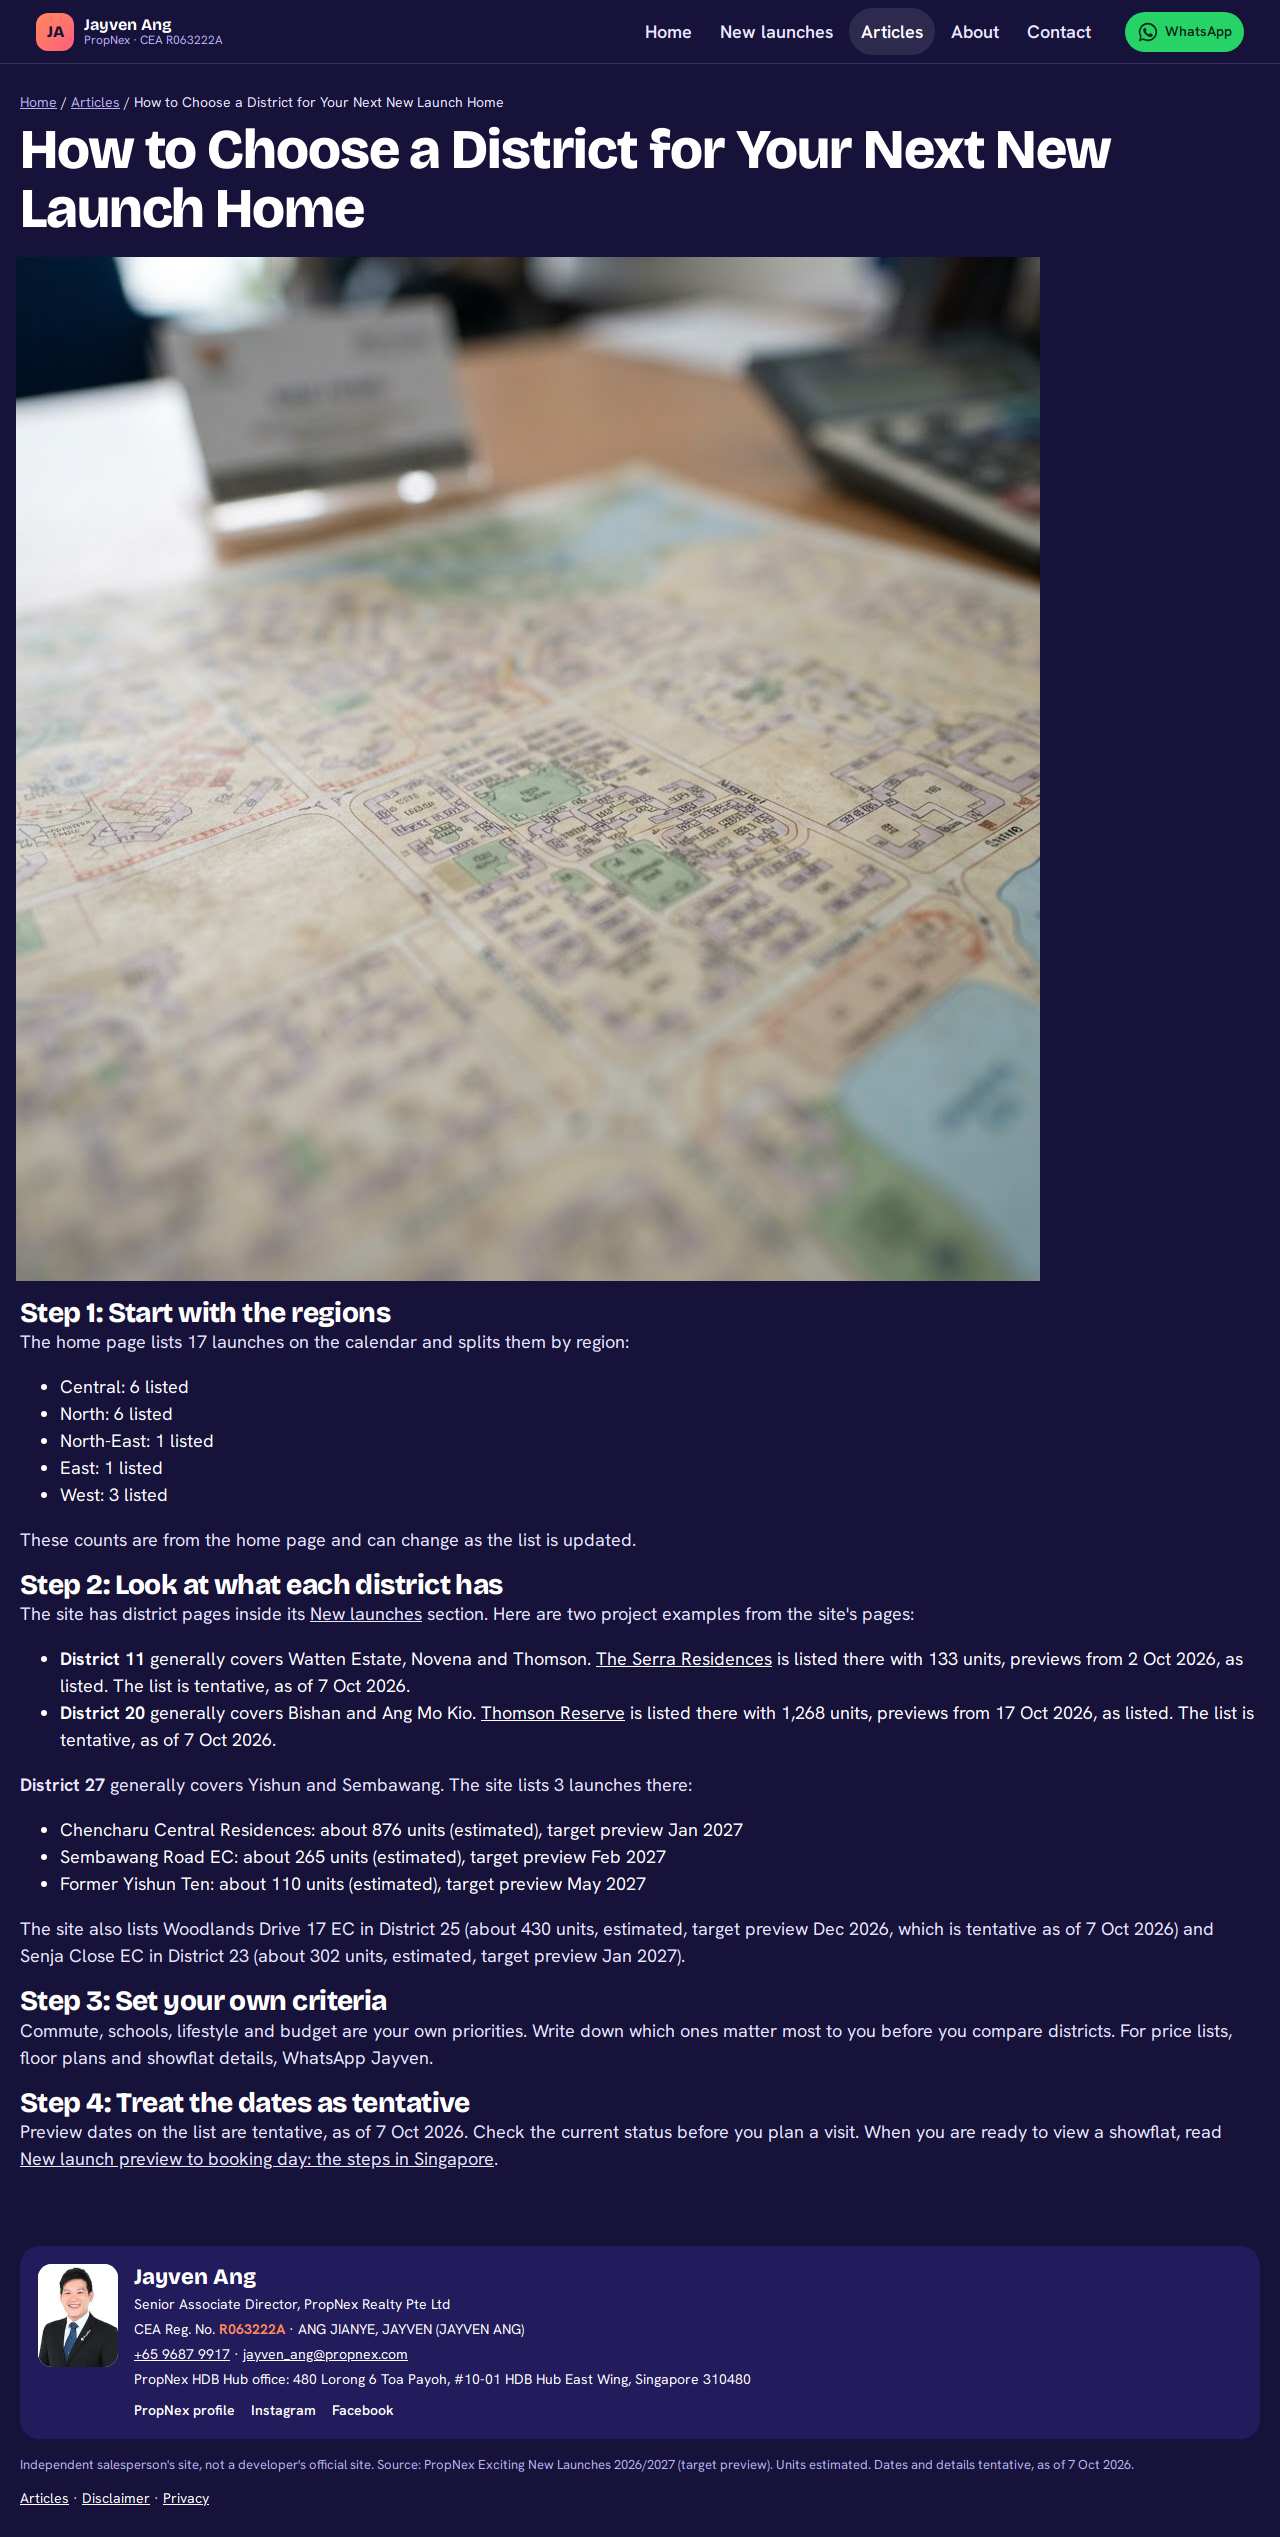 JA
Jayven Ang
PropNex · CEA R063222A
Home
New launches
Articles
About
Contact
WhatsApp
Home / Articles / How to Choose a District for Your Next New Launch Home
How to Choose a District for Your Next New
Launch Home
Step 1: Start with the regions
The home page lists 17 launches on the calendar and splits them by region:
• Central: 6 listed
• North: 6 listed
• North-East: 1 listed
• East: 1 listed
• West: 3 listed
These counts are from the home page and can change as the list is updated.
Step 2: Look at what each district has
The site has district pages inside its New launches section. Here are two project examples from the site's pages:
• District 11 generally covers Watten Estate, Novena and Thomson. The Serra Residences is listed there with 133 units, previews from 2 Oct 2026, as
listed. The list is tentative, as of 7 Oct 2026.
• District 20 generally covers Bishan and Ang Mo Kio. Thomson Reserve is listed there with 1,268 units, previews from 17 Oct 2026, as listed. The list is
tentative, as of 7 Oct 2026.
District 27 generally covers Yishun and Sembawang. The site lists 3 launches there:
• Chencharu Central Residences: about 876 units (estimated), target preview Jan 2027
• Sembawang Road EC: about 265 units (estimated), target preview Feb 2027
• Former Yishun Ten: about 110 units (estimated), target preview May 2027
The site also lists Woodlands Drive 17 EC in District 25 (about 430 units, estimated, target preview Dec 2026, which is tentative as of 7 Oct 2026) and
Senja Close EC in District 23 (about 302 units, estimated, target preview Jan 2027).
Step 3: Set your own criteria
Commute, schools, lifestyle and budget are your own priorities. Write down which ones matter most to you before you compare districts. For price lists,
floor plans and showflat details, WhatsApp Jayven.
Step 4: Treat the dates as tentative
Preview dates on the list are tentative, as of 7 Oct 2026. Check the current status before you plan a visit. When you are ready to view a showflat, read
New launch preview to booking day: the steps in Singapore.
Jayven Ang
Senior Associate Director, PropNex Realty Pte Ltd
CEA Reg. No. R063222A · ANG JIANYE, JAYVEN (JAYVEN ANG)
+65 9687 9917 · jayven_ang@propnex.com
PropNex HDB Hub office: 480 Lorong 6 Toa Payoh, #10-01 HDB Hub East Wing, Singapore 310480
PropNex profile
Instagram
Facebook
Independent salesperson's site, not a developer's official site. Source: PropNex Exciting New Launches 2026/2027 (target preview). Units estimated. Dates and details tentative, as of 7 Oct 2026.
Articles · Disclaimer · Privacy